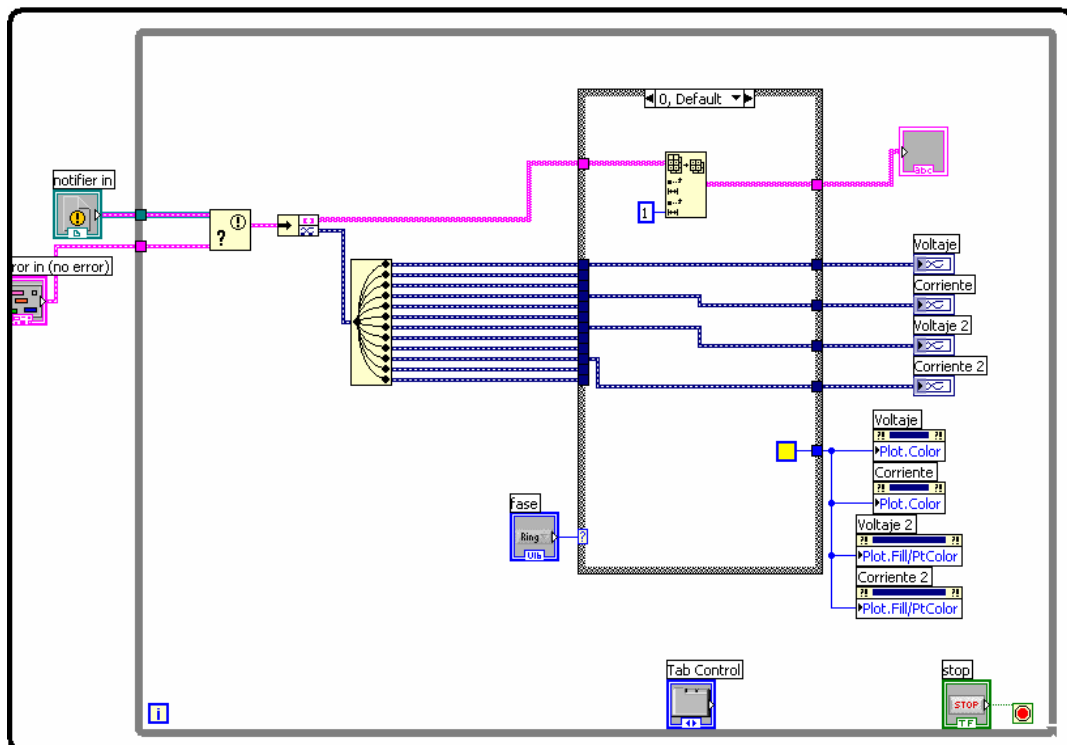 0, Default
notifier in
?
!
abc
1
ror in (no error)
Voltaje
Corriente
Voltaje 2
Corriente 2
Voltaje
?! ?!
Plot.Color
Corriente
?! ?!
Plot.Color
fase
Ring
U16
?
Voltaje 2
?! ?!
Plot.Fill/PtColor
Corriente 2
?! ?!
Plot.Fill/PtColor
Tab Control
stop
STOP
TF
i